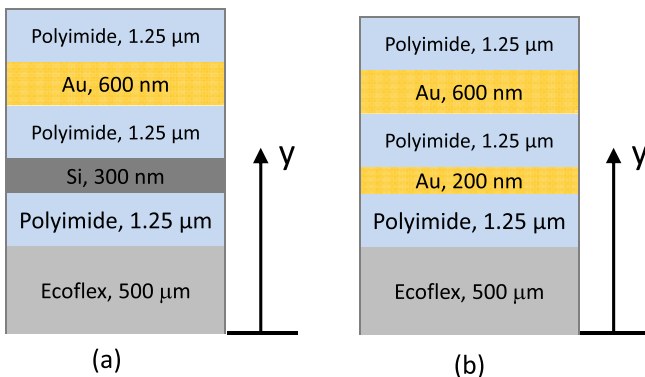 Polyimide, 1.25 µm
Au, 600 nm
Polyimide, 1.25 µm
Si, 300 nm
Polyimide, 1.25 µm
Ecoflex, 500 µm
y
(a)
Polyimide, 1.25 µm
Au, 600 nm
Polyimide, 1.25 µm
Au, 200 nm
Polyimide, 1.25 µm
Ecoflex, 500 µm
y
(b)